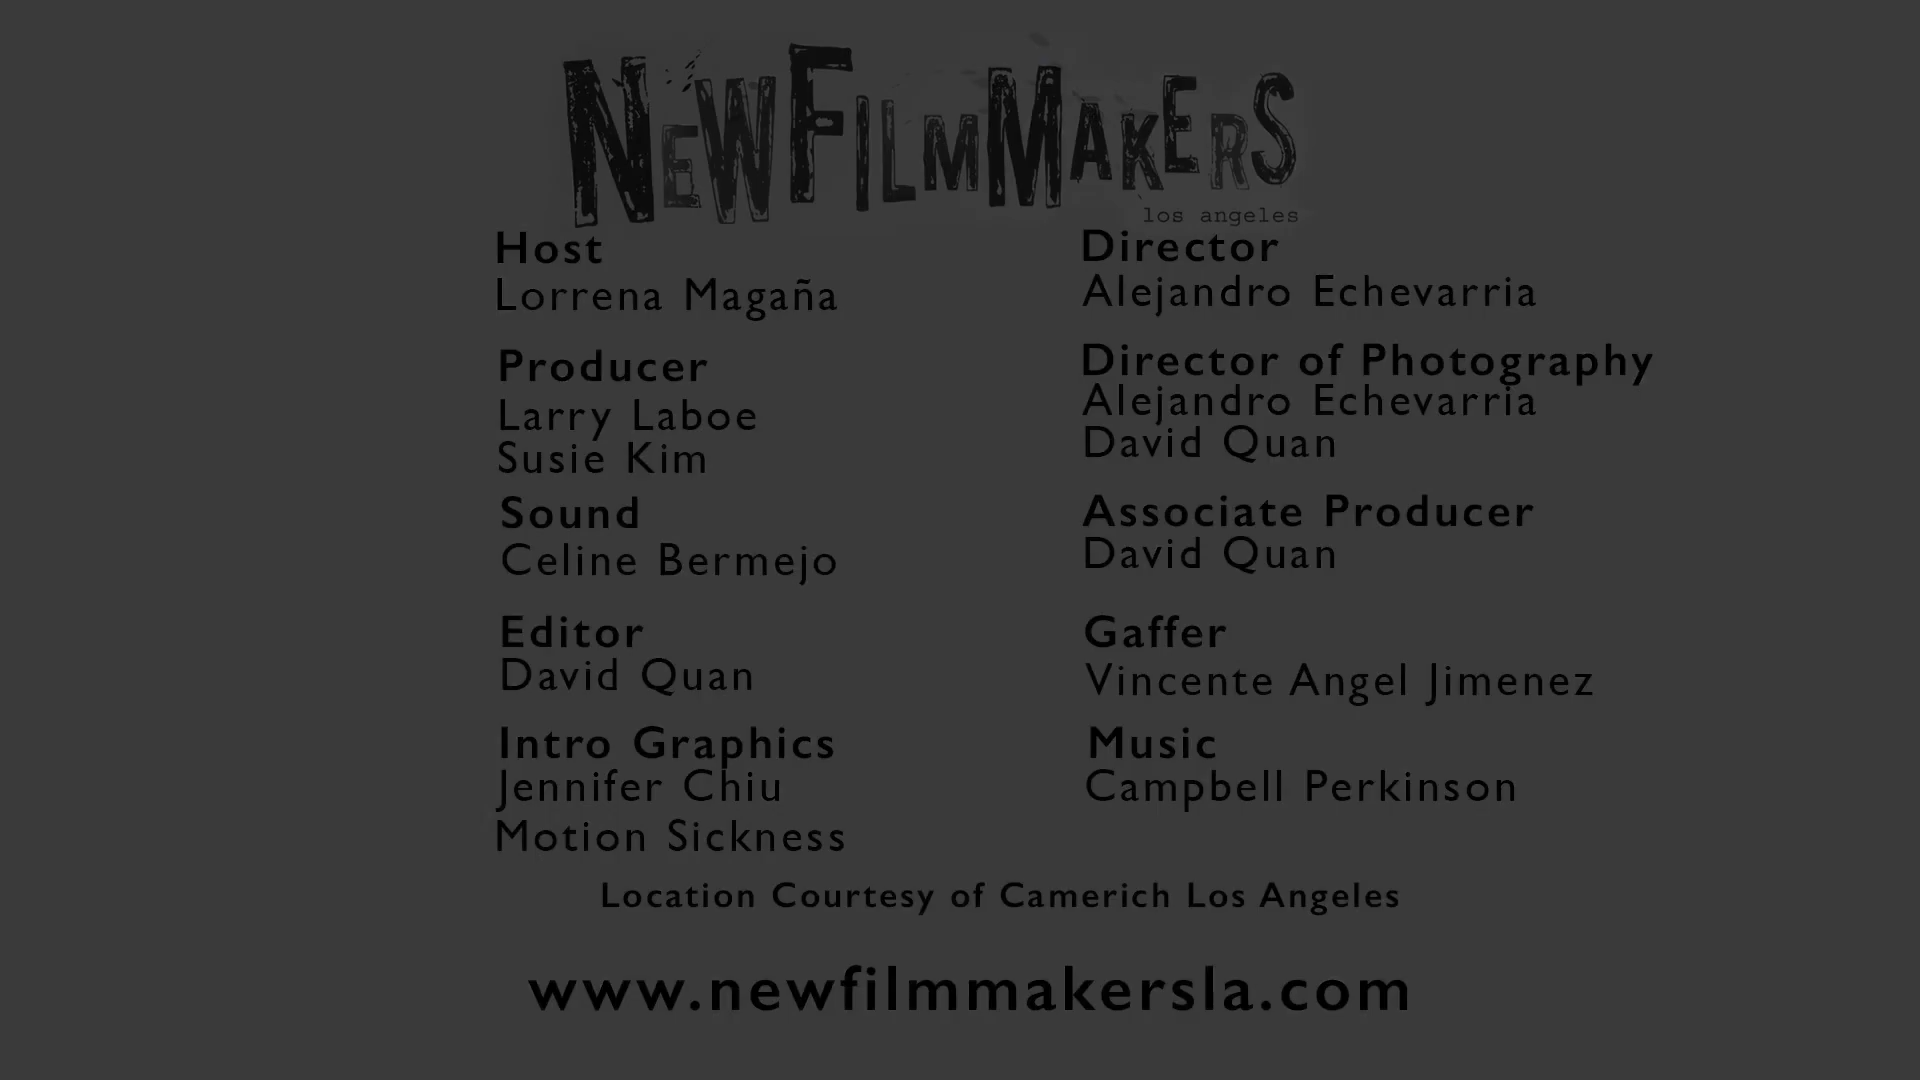 NEWFILMMAKERS
los angeles
Host
Lorrena Magaña
Producer
Larry Laboe
Susie Kim
Sound
Celine Bermejo
Editor
David Quan
Intro Graphics
Jennifer Chiu
Motion Sickness
Director
Alejandro Echevarria
Director of Photography
Alejandro Echevarria
David Quan
Associate Producer
David Quan
Gaffer
Vincente Angel Jimenez
Music
Campbell Perkinson
Location Courtesy of Camerich Los Angeles
www.newfilmmakersla.com